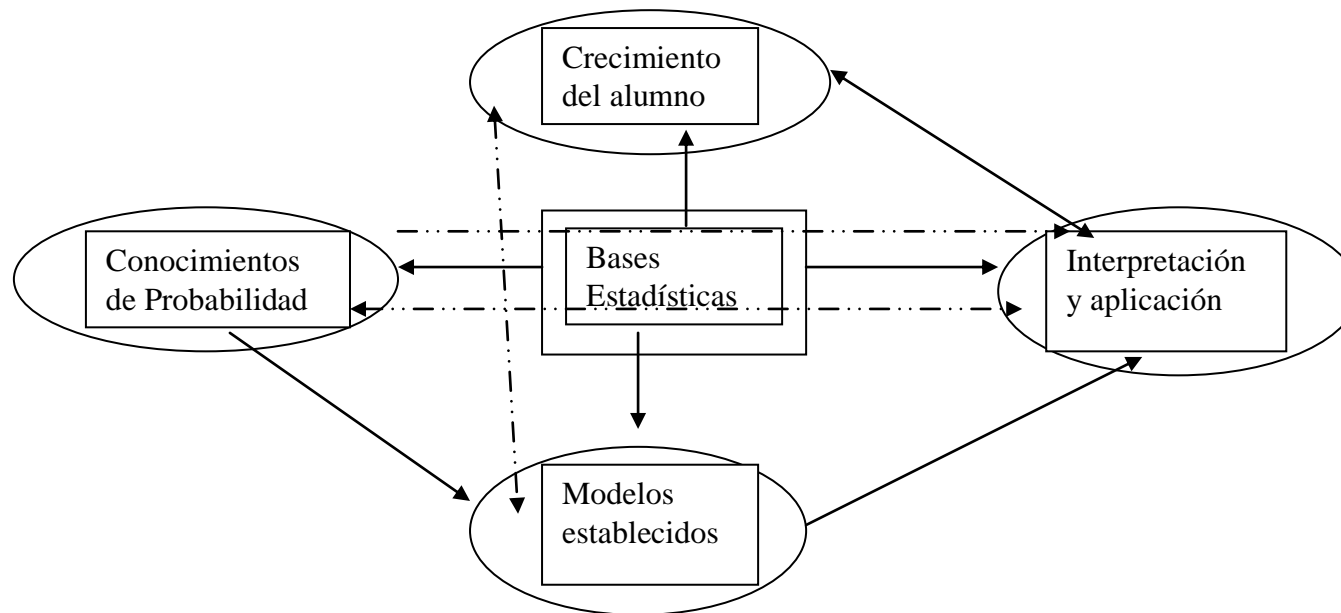 Crecimiento
del alumno
Conocimientos
de Probabilidad
Bases
Estadísticas
Interpretación
y aplicación
Modelos
establecidos